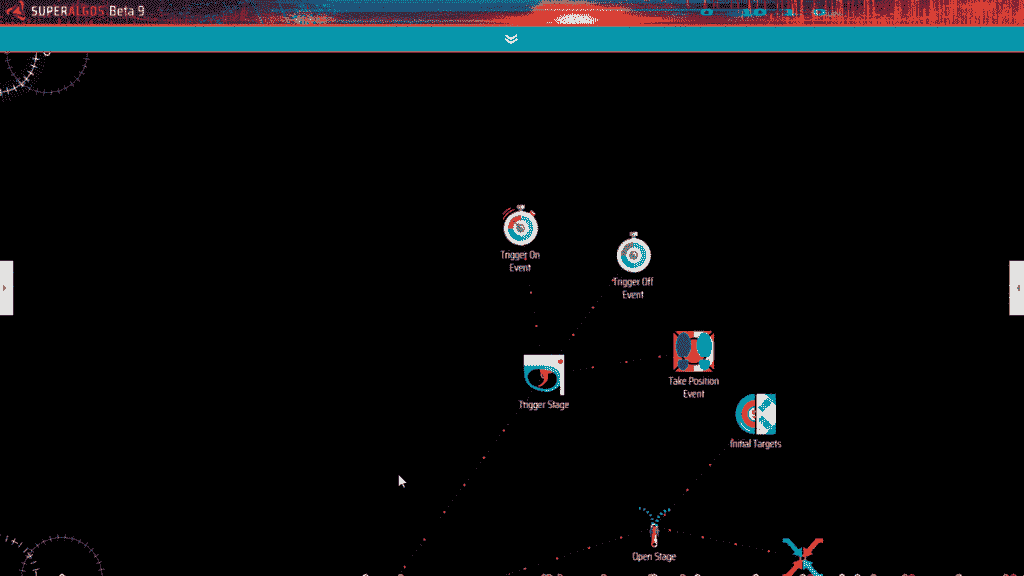 SUPERALGOS Beta 9
Trigger On
Event
Trigger Off
Event
Take Position
Event
Trigger Stage
Initial Targets
Open Stage